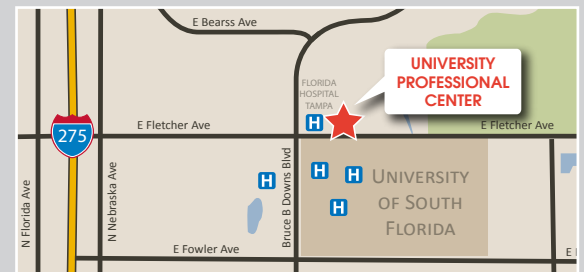 E Bearss Ave
UNIVERSITY
PROFESSIONAL
CENTER
FLORIDA
HOSPITAL
TAMPA
H
E Fletcher Ave
E Fletcher Ave
275
N Florida Ave
N Nebraska Ave
Bruce B Downs Blvd
H
H
H
H
UNIVERSITY
OF SOUTH
FLORIDA
E Fowler Ave
E